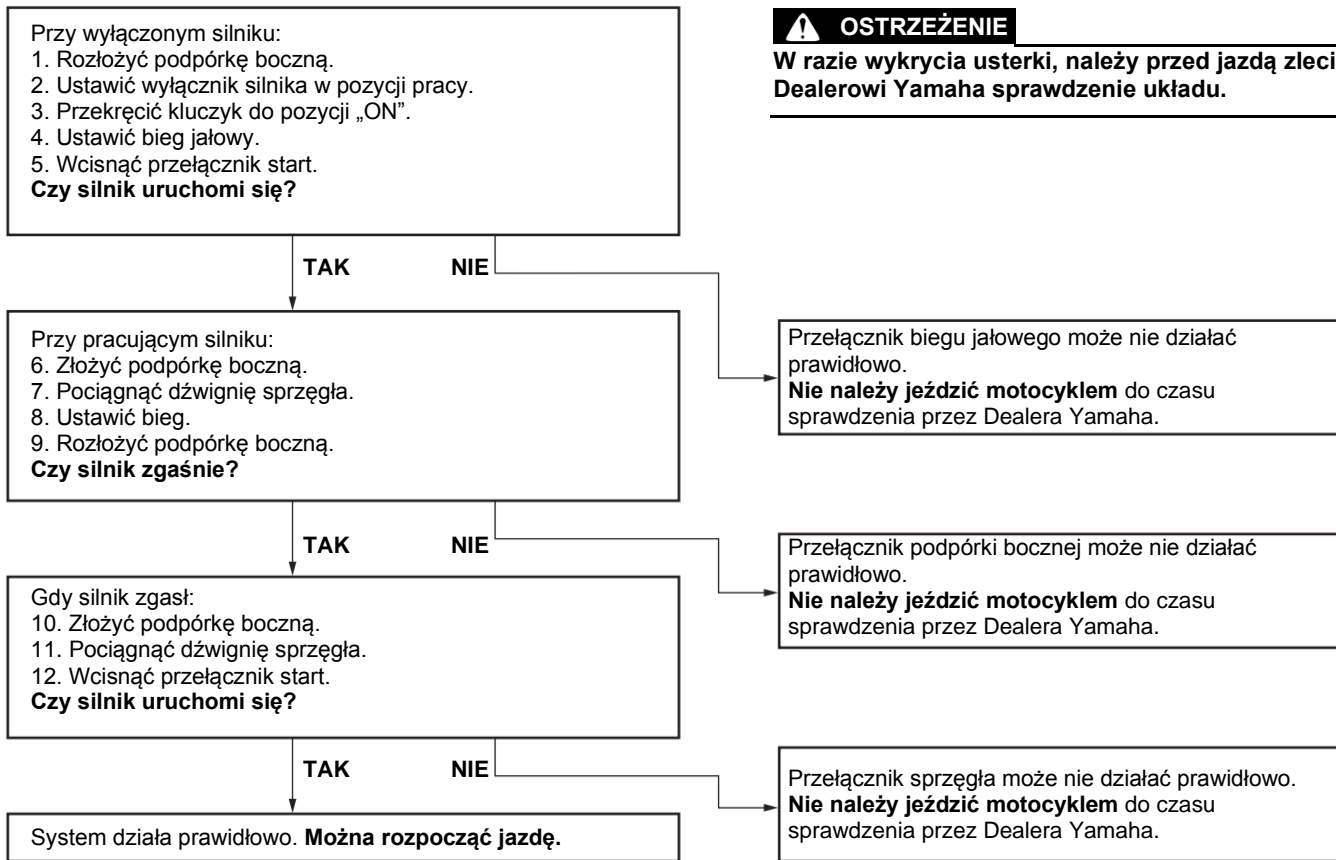 Przy wyłączonym silniku:
1. Rozłożyć podpórkę boczną.
2. Ustawić wyłącznik silnika w pozycji pracy.
3. Przekręcić kluczyk do pozycji „ON”.
4. Ustawić bieg jałowy.
5. Wcisnąć przełącznik start.
Czy silnik uruchomi się?
OSTRZEŻENIE
W razie wykrycia usterki, należy przed jazdą zleci
Dealerowi Yamaha sprawdzenie układu.
TAK NIE
Przy pracującym silniku:
6. Złożyć podpórkę boczną.
7. Pociągnąć dźwignię sprzęgła.
8. Ustawić bieg.
9. Rozłożyć podpórkę boczną.
Czy silnik zgaśnie?
Przełącznik biegu jałowego może nie działać
prawidłowo.
Nie należy jeździć motocyklem do czasu
sprawdzenia przez Dealera Yamaha.
TAK NIE
Gdy silnik zgasł:
10. Złożyć podpórkę boczną.
11. Pociągnąć dźwignię sprzęgła.
12. Wcisnąć przełącznik start.
Czy silnik uruchomi się?
Przełącznik podpórki bocznej może nie działać
prawidłowo.
Nie należy jeździć motocyklem do czasu
sprawdzenia przez Dealera Yamaha.
TAK NIE
System działa prawidłowo. Można rozpocząć jazdę.
Przełącznik sprzęgła może nie działać prawidłowo.
Nie należy jeździć motocyklem do czasu
sprawdzenia przez Dealera Yamaha.